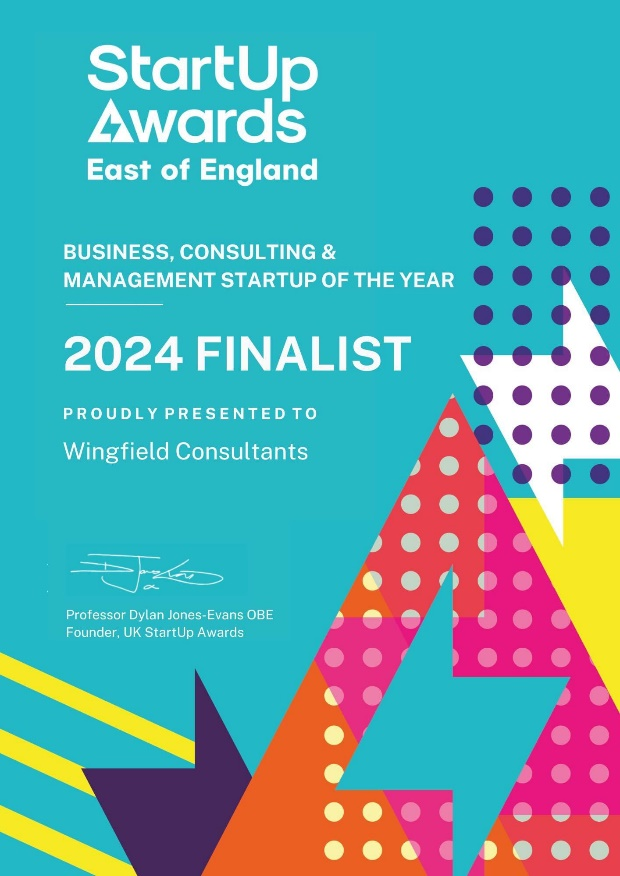 StartUp
Awards
East of England
BUSINESS, CONSULTING &
MANAGEMENT STARTUP OF THE YEAR
2024 FINALIST
PROUDLY PRESENTED TO
Wingfield Consultants
Professor Dylan Jones-Evans OBE
Founder, UK StartUp Awards